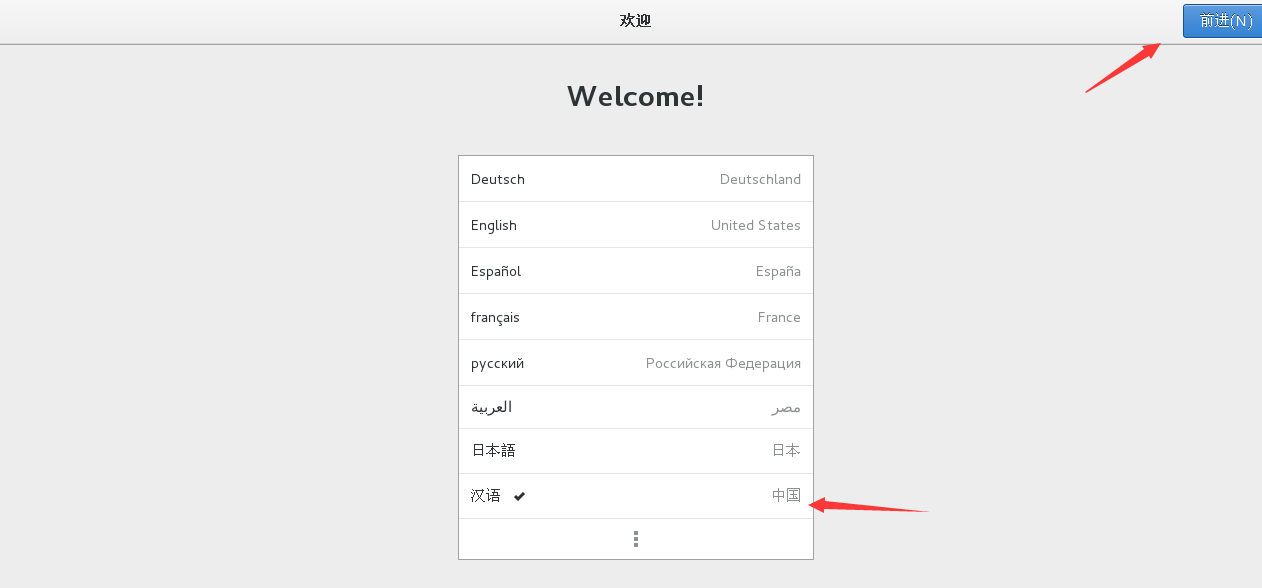 欢迎
前进(N)
Welcome!
Deutsch Deutschland
English United States
Español España
français France
русский Российская Федерация
العربية مصر
日本語 日本
汉语 中国